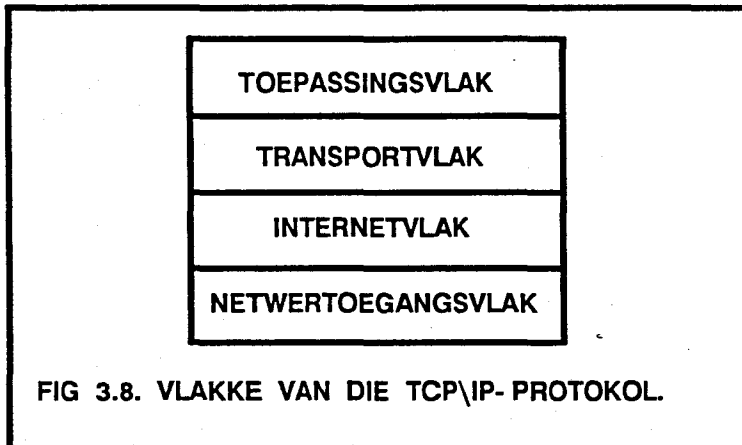 TOEPASSINGSVLAK
TRANSPORTVLAK
INTERNETVLAK
NETWERTOEGANGSVLAK
FIG 3.8. VLAKKE VAN DIE TCP\IP- PROTOKOL.